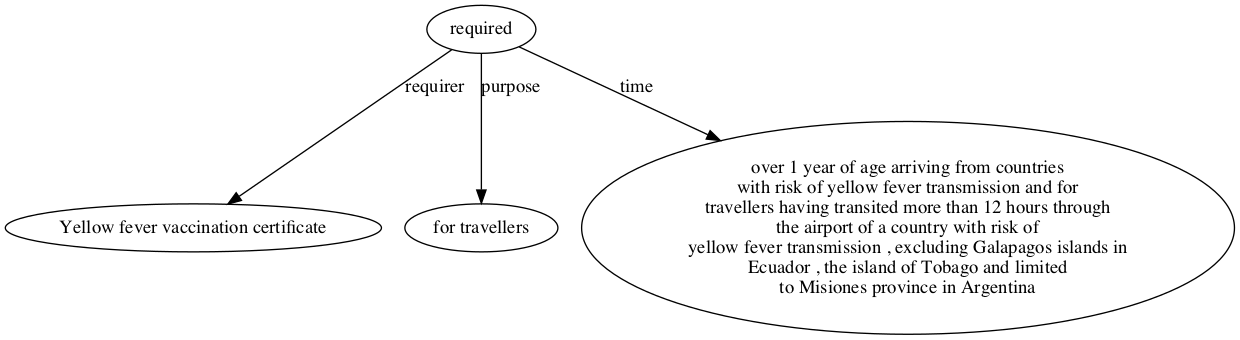 required
requirer
purpose
time
Yellow fever vaccination certificate
for travellers
over 1 year of age arriving from countries
with risk of yellow fever transmission and for
travellers having transited more than 12 hours through
the airport of a country with risk of
yellow fever transmission , excluding Galapagos islands in
Ecuador , the island of Tobago and limited
to Misiones province in Argentina